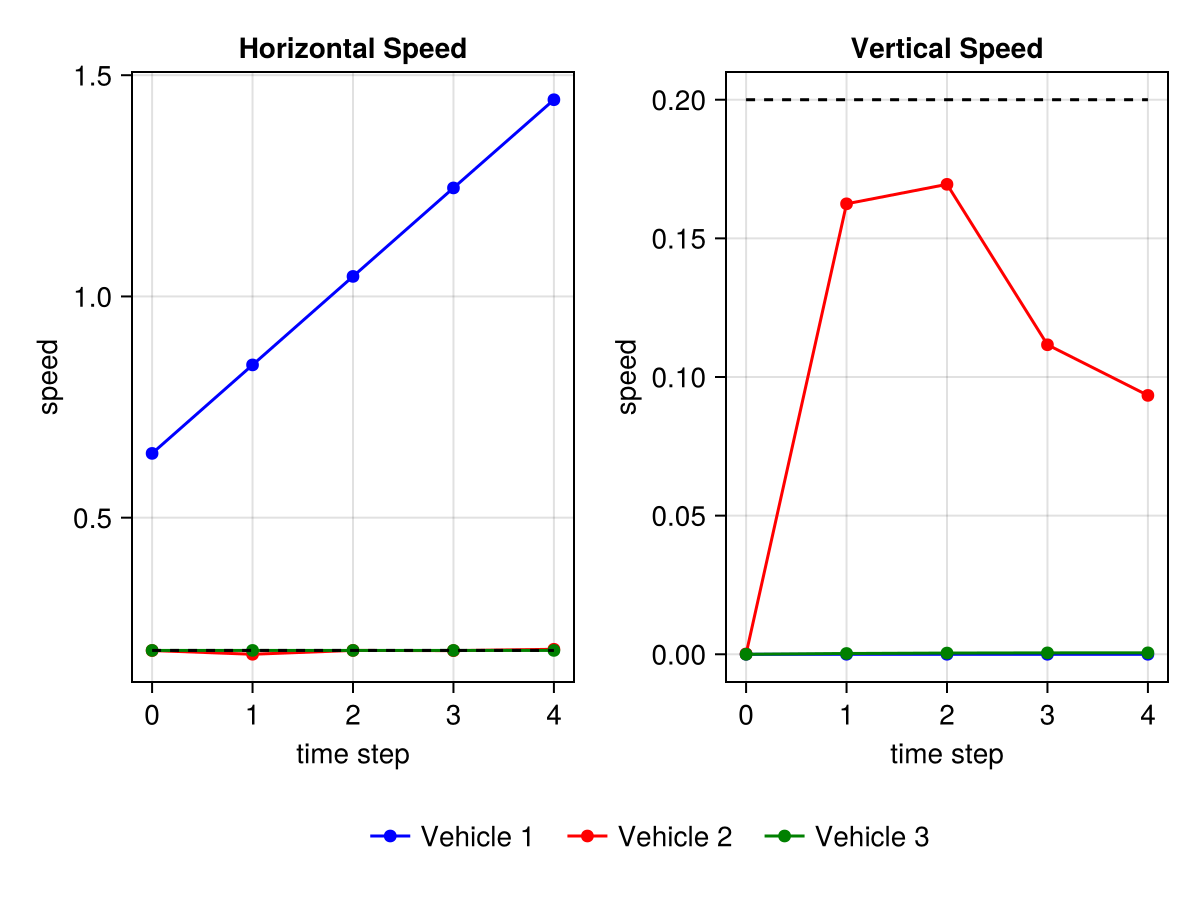 Horizontal Speed
1.5
1.0
0.5
speed
0 1 2 3 4
time step
Vertical Speed
0.20
0.15
0.10
0.05
0.00
speed
0 1 2 3 4
time step
Vehicle 1 Vehicle 2 Vehicle 3